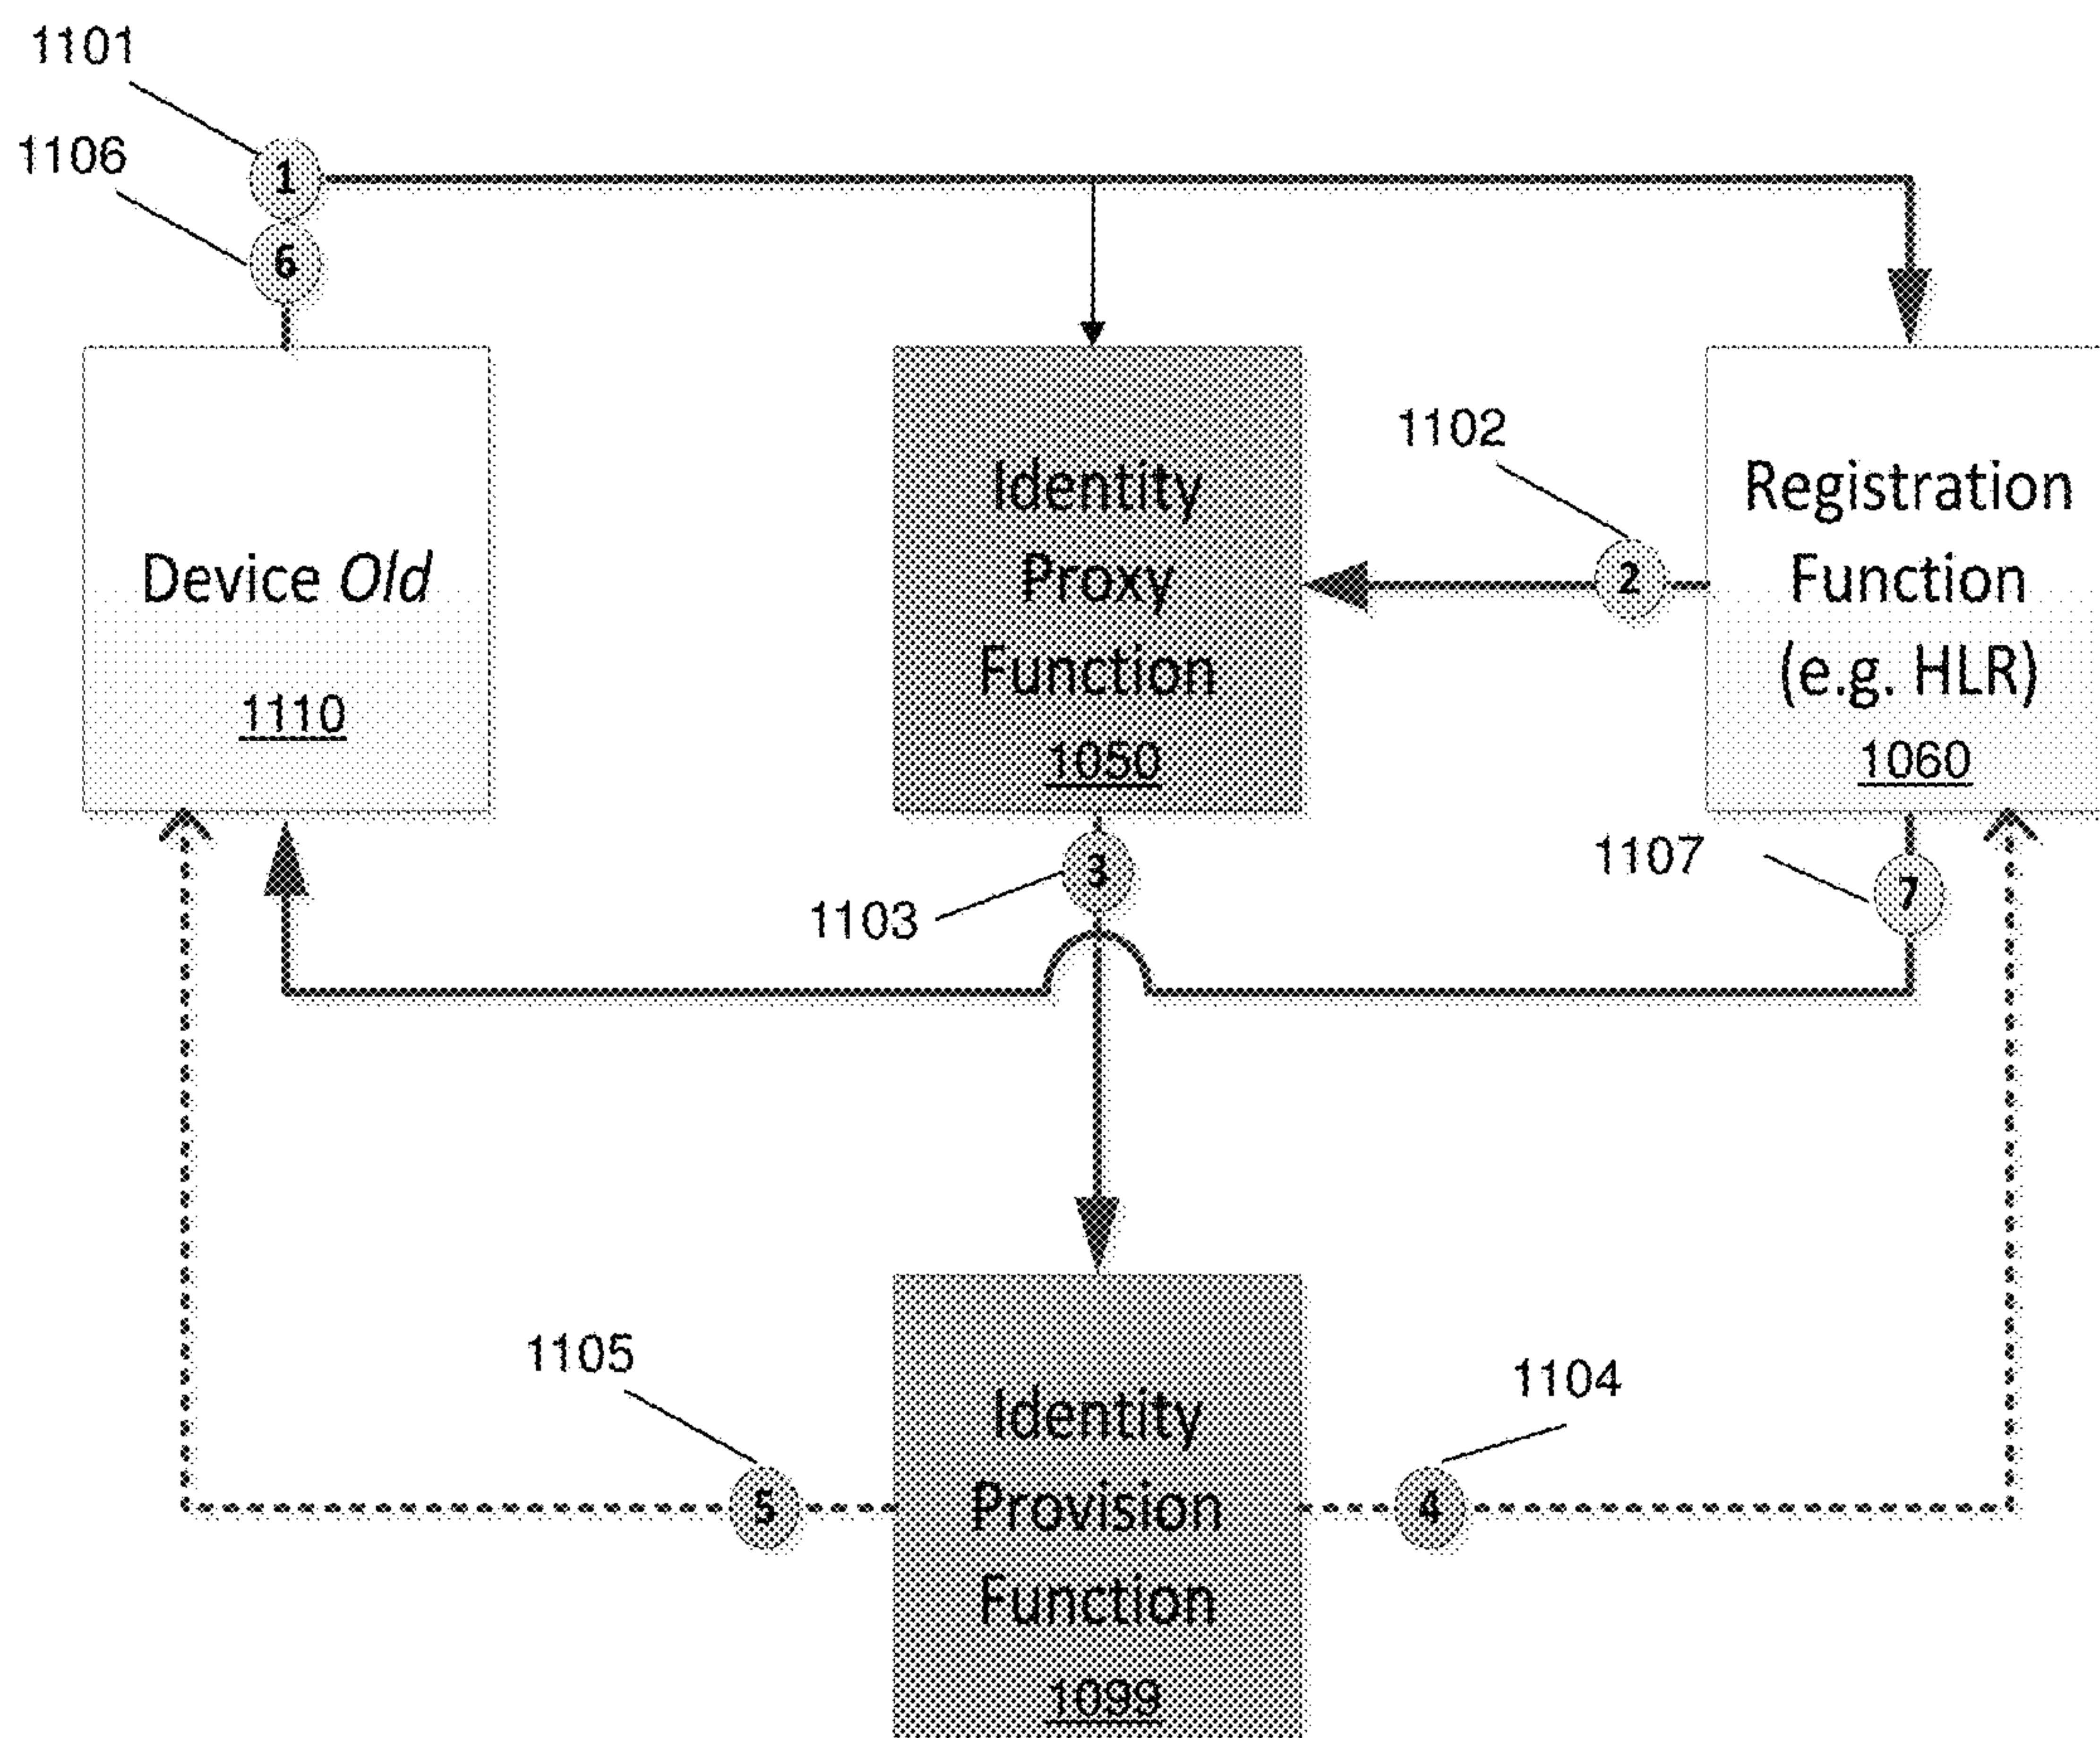 1101
1106
1
6
Device Old
1110
Identity
Proxy
Function
1050
1102
2
Registration
Function
(e.g. HLR)
1060
3
1103
1107
7
1105
5
Identity
Provision
Function
1099
1104
4